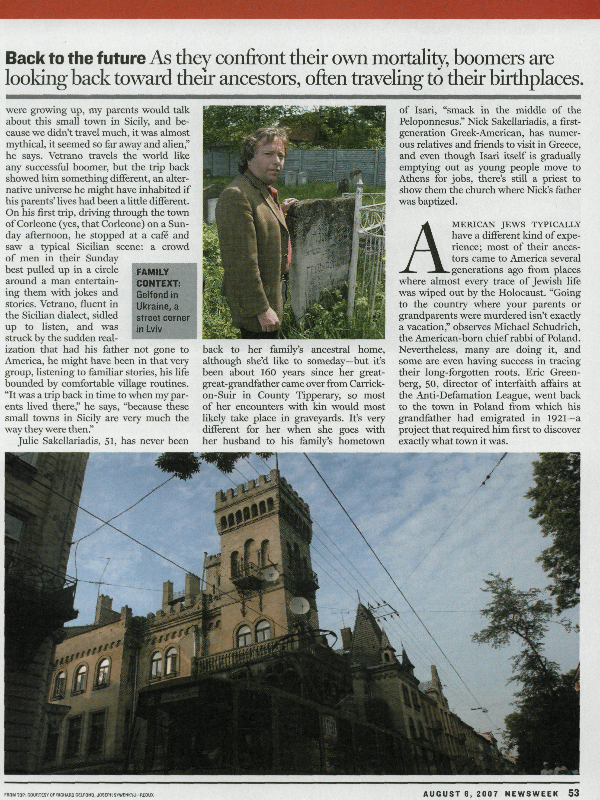 Back to the future As they confront their own mortality, boomers are
looking back toward their ancestors, often traveling to their birthplaces.
were growing up, my parents would talk
about this small town in Sicily, and be-
cause we didn't travel much, it was almost
mythical, it seemed so far away and alien,"
he says. Vetrano travels the world like
any successful boomer, but the trip back
showed him something different, an alter-
native universe he might have inhabited if
his parents' lives had been a little different.
On his first trip, driving through the town
of Corleone (yes, that Corleone) on a Sun-
day afternoon, he stopped at a café and
saw a typical Sicilian scene: a crowd
of men in their Sunday
best pulled up in a circle
around a man entertain-
ing them with jokes and
stories. Vetrano, fluent in
the Sicilian dialect, sidled
up to listen, and was
struck by the sudden real-
ization that had his father not gone to
America, he might have been in that very
group, listening to familiar stories, his life
bounded by comfortable village routines.
"It was a trip back in time to when my par-
ents lived there," he says, "because these
small towns in Sicily are very much the
way they were then."
Julie Sakellariadis, 51, has never been
FAMILY
CONTEXT:
Gelfond in
Ukraine, a
street corner
in Lviv
back to her family's ancestral home,
although she'd like to someday—but it's
been about 160 years since her great-
great-grandfather came over from Carrick-
on-Suir in County Tipperary, so most
of her encounters with kin would most
likely take place in graveyards. It's very
different for her when she goes with
her husband to his family's hometown
of Isari, "smack in the middle of the
Peloponnesus." Nick Sakellariadis, a first-
generation Greek-American, has numer-
ous relatives and friends to visit in Greece,
and even though Isari itself is gradually
emptying out as young people move to
Athens for jobs, there's still a priest to
show them the church where Nick's father
was baptized.
AMERICAN JEWS TYPICALLY
have a different kind of expe-
rience; most of their ances-
tors came to America several
generations ago from places
where almost every trace of Jewish life
was wiped out by the Holocaust. "Going
to the country where your parents or
grandparents were murdered isn't exactly
a vacation," observes Michael Schudrich,
the American-born chief rabbi of Poland.
Nevertheless, many are doing it, and
some are even having success in tracing
their long-forgotten roots. Eric Green-
berg, 50, director of interfaith affairs at
the Anti-Defamation League, went back
to the town in Poland from which his
grandfather had emigrated in 1921—a
project that required him first to discover
exactly what town it was.
FROM TOP: COURTESY OF RICHARD GELFOND, JOSEPH SYWENKYJ—REDUX
AUGUST 6, 2007 NEWSWEEK 53